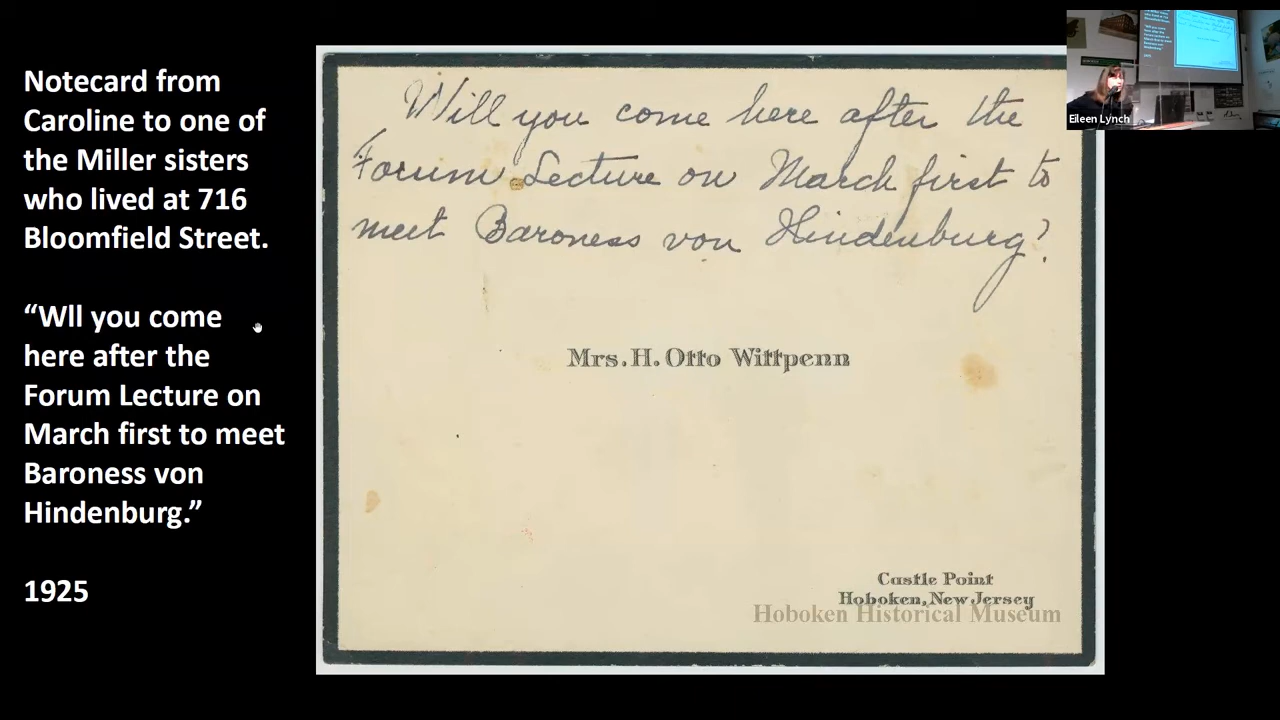 Notecard from
Caroline to one of
the Miller sisters
who lived at 716
Bloomfield Street.
“Wll you come
here after the
Forum Lecture on
March first to meet
Baroness von
Hindenburg.”
1925
Will you come here after the
Forum Lecture on March first to
meet Baroness von Hindenburg?
Mrs. H. Otto Wittpenn
Castle Point
Hoboken, New Jersey
Hoboken Historical Museum
Eileen Lynch